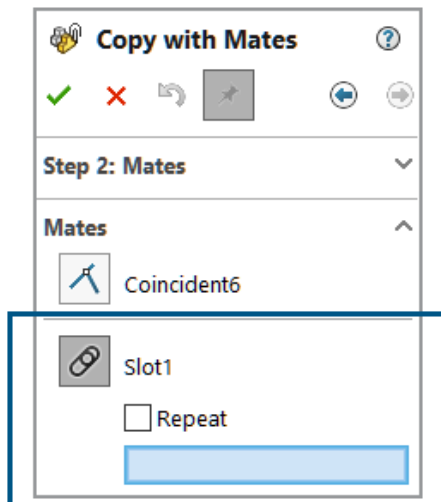 Copy with Mates
Step 2: Mates
Mates
Coincident6
Slot1
Repeat